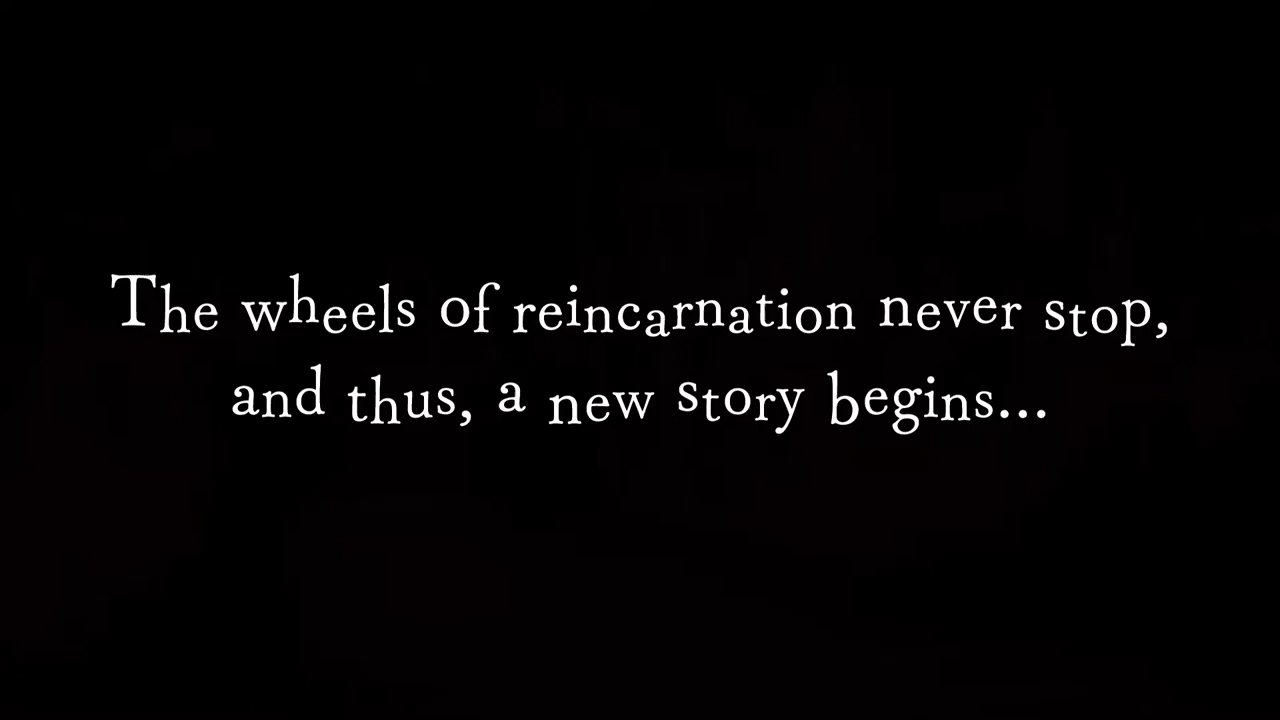 The wheels of reincarnation never stop,
and thus, a new story begins...